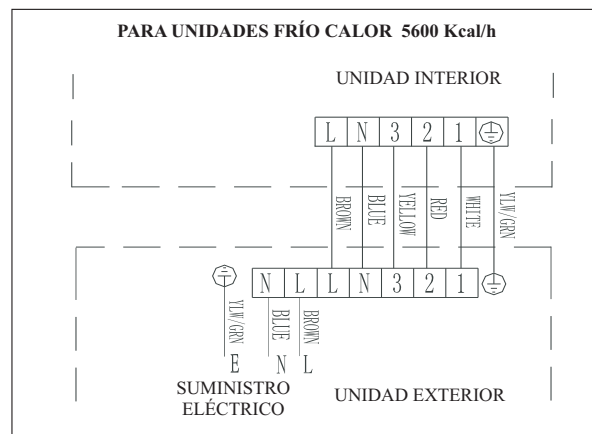 PARA UNIDADES FRÍO CALOR 5600 Kcal/h
UNIDAD INTERIOR
L N 3 2 1
BROWN
BLUE
YELLOW
RED
WHITE
YLW/GRN
N L L N 3 2 1
YLW/GRN
BLUE
BROWN
E N L
SUMINISTRO
ELÉCTRICO
UNIDAD EXTERIOR